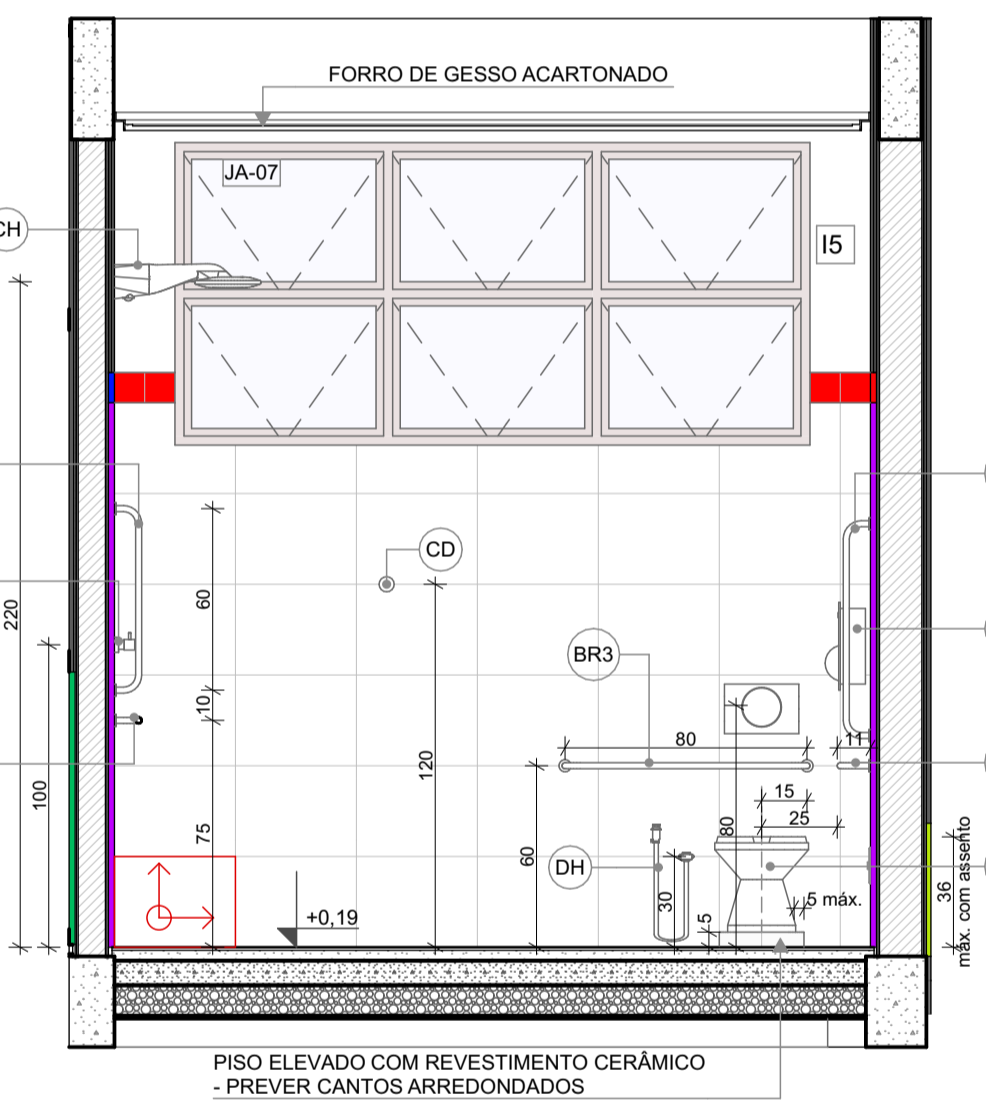 FORRO DE GESSO ACARTONADO
JA-07
CH
I5
220
60
CD
BR3
10
80
11
120
100
15
75
80
25
60
DH
36
máx. com assento
30
5 máx.
+0,19
5
PISO ELEVADO COM REVESTIMENTO CERÂMICO
- PREVER CANTOS ARREDONDADOS